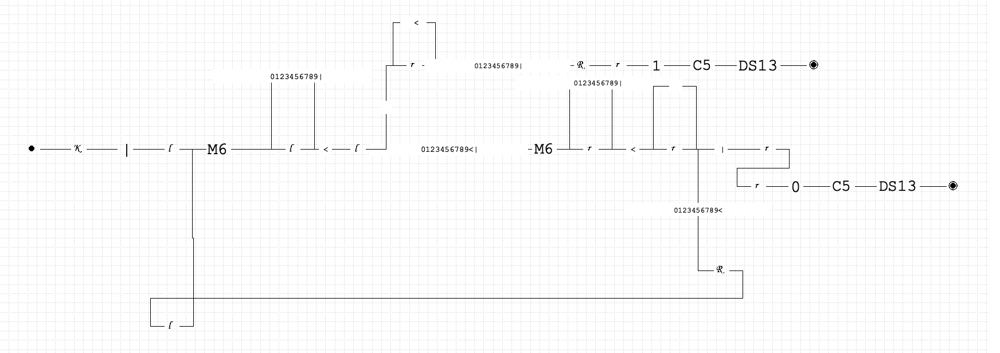 <
r 0123456789| R r 1 C5 DS13
0123456789|
0123456789|
K | l M6 l < l 0123456789<| M6 r < r | r
r 0 C5 DS13
0123456789<
R
l